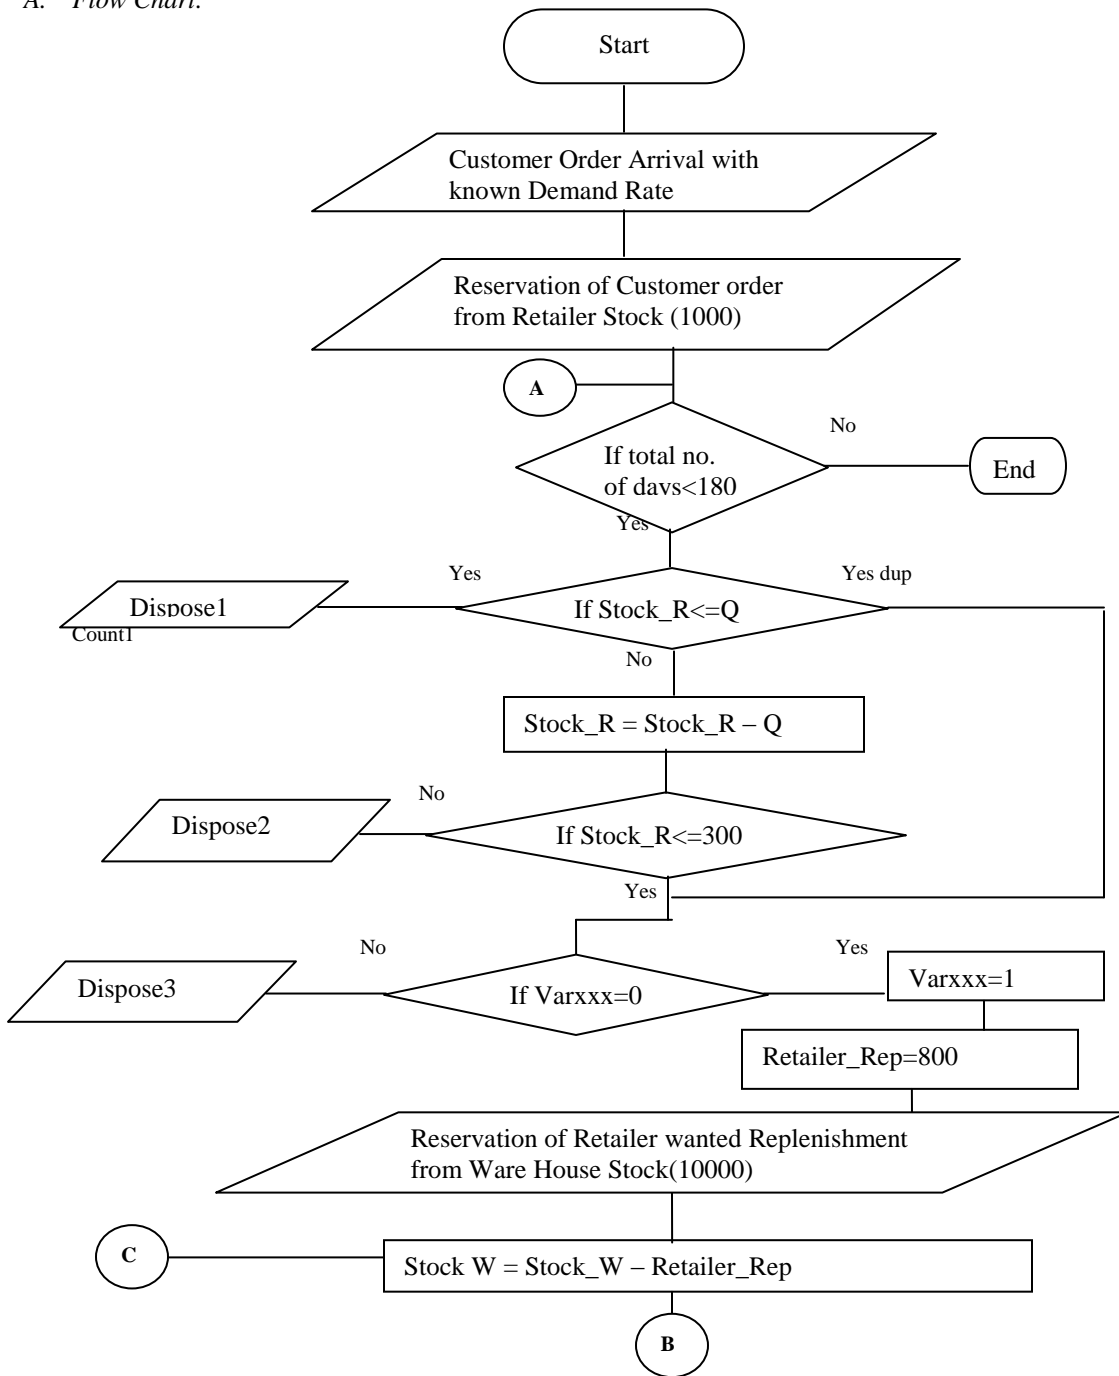 A. Flow Chart:
Start
Customer Order Arrival with
known Demand Rate
Reservation of Customer order
from Retailer Stock (1000)
A
No
If total no.
of days<180
End
Yes
Yes
Yes dup
Dispose1
If Stock_R<=Q
Count1
No
Stock_R = Stock_R – Q
No
Dispose2
If Stock_R<=300
Yes
No
Yes
Dispose3
If Varxxx=0
Varxxx=1
Retailer_Rep=800
Reservation of Retailer wanted Replenishment
from Ware House Stock(10000)
C
Stock W = Stock_W – Retailer_Rep
B